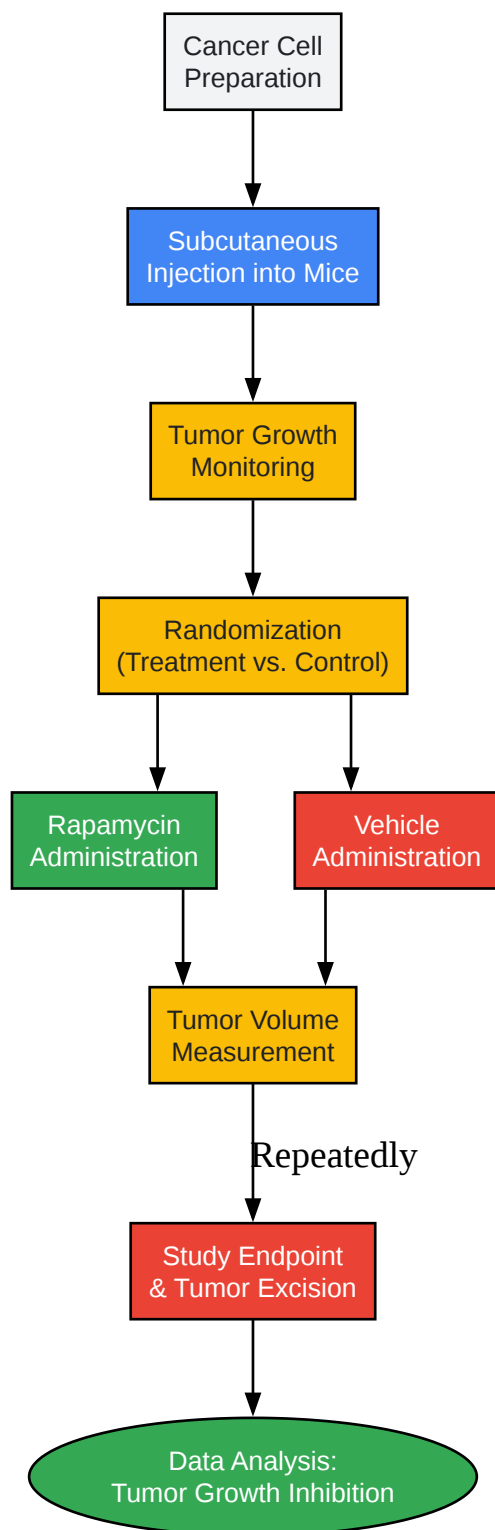 Cancer Cell
Preparation
Subcutaneous
Injection into Mice
Tumor Growth
Monitoring
Randomization
(Treatment vs. Control)
Rapamycin
Administration
Vehicle
Administration
Tumor Volume
Measurement
Repeatedly
Study Endpoint
& Tumor Excision
Data Analysis:
Tumor Growth Inhibition